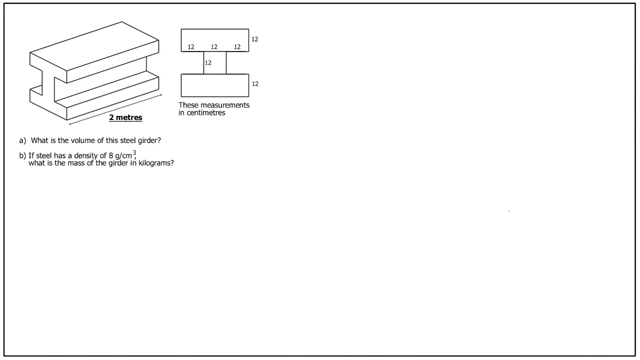 12
12 12 12
12
12
These measurements
in centimetres
2 metres
a) What is the volume of this steel girder?
b) If steel has a density of 8 g/cm³,
what is the mass of the girder in kilograms?